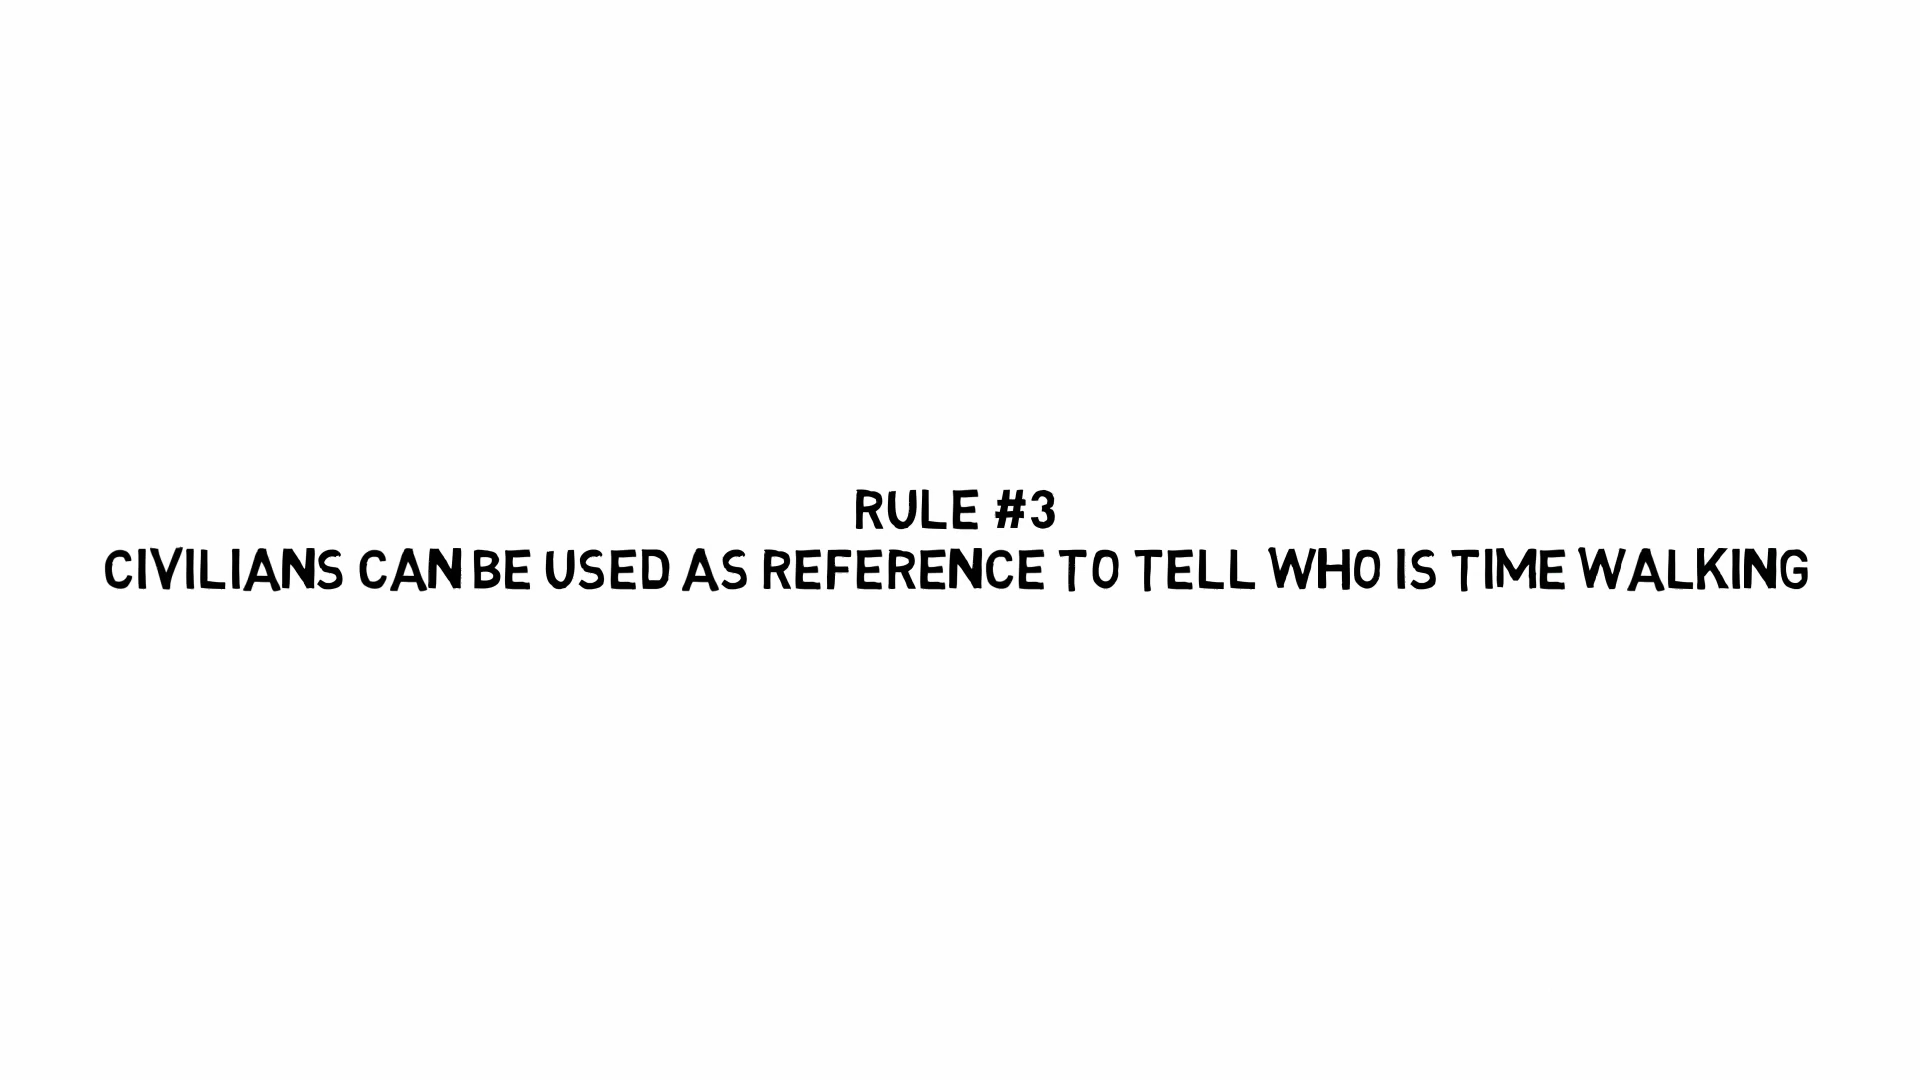 RULE #3
CIVILIANS CAN BE USED AS REFERENCE TO TELL WHO IS TIME WALKING